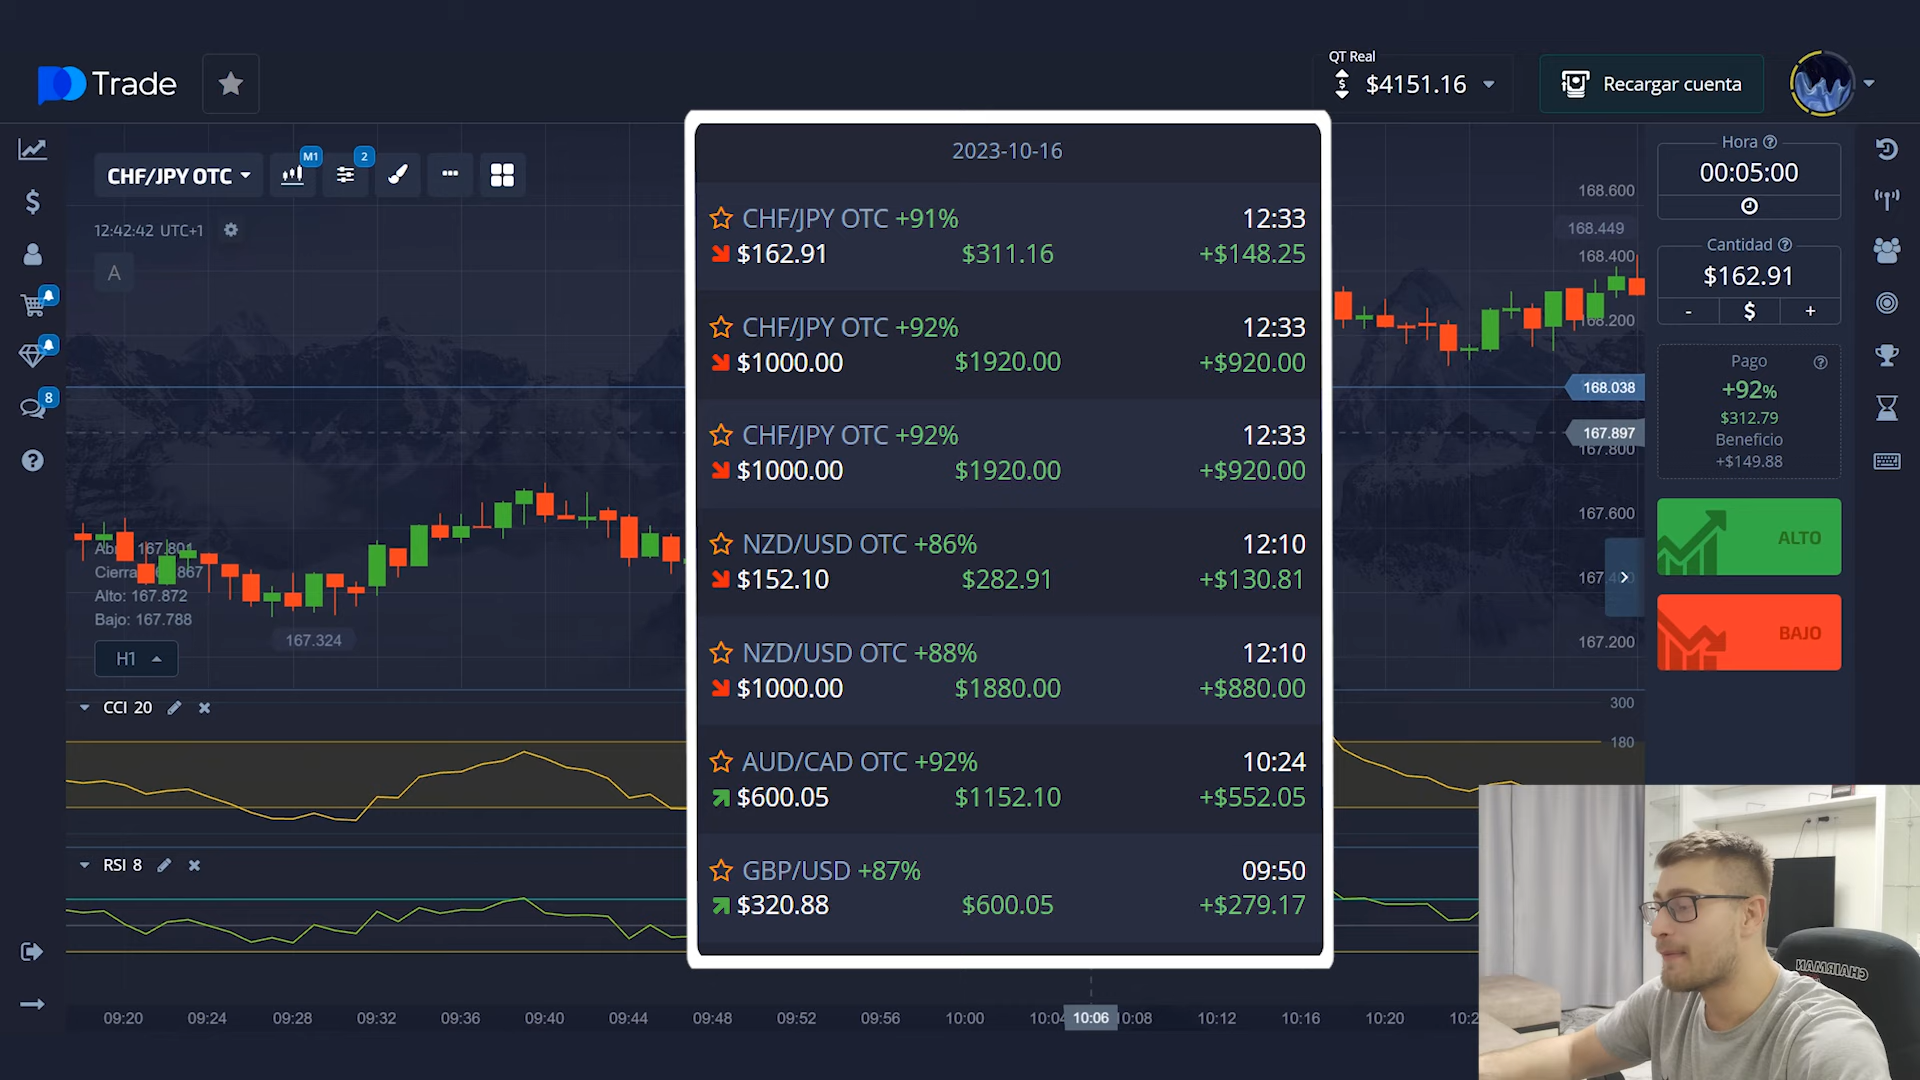 Trade
QT Real
$4151.16
Recargar cuenta
CHF/JPY OTC
M1
2
12:42:42 UTC+1
A
2023-10-16
CHF/JPY OTC +91% 12:33
$162.91 $311.16 +$148.25
CHF/JPY OTC +92% 12:33
$1000.00 $1920.00 +$920.00
CHF/JPY OTC +92% 12:33
$1000.00 $1920.00 +$920.00
NZD/USD OTC +86% 12:10
$152.10 $282.91 +$130.81
NZD/USD OTC +88% 12:10
$1000.00 $1880.00 +$880.00
AUD/CAD OTC +92% 10:24
$600.05 $1152.10 +$552.05
GBP/USD +87% 09:50
$320.88 $600.05 +$279.17
168.600
168.449
168.400
168.200
168.038
167.897
167.800
167.600
167.200
300
180
Hora
00:05:00
Cantidad
$162.91
- $ +
Pago
+92%
$312.79
Beneficio
+$149.88
ALTO
BAJO
8
167.801
Cierra
Alto: 167.872
Bajo: 167.788
167.324
H1
CCI 20
RSI 8
09:20 09:24 09:28 09:32 09:36 09:40 09:44 09:48 09:52 09:56 10:00 10:06 10:08 10:12 10:16 10:20
CHAIRMAN